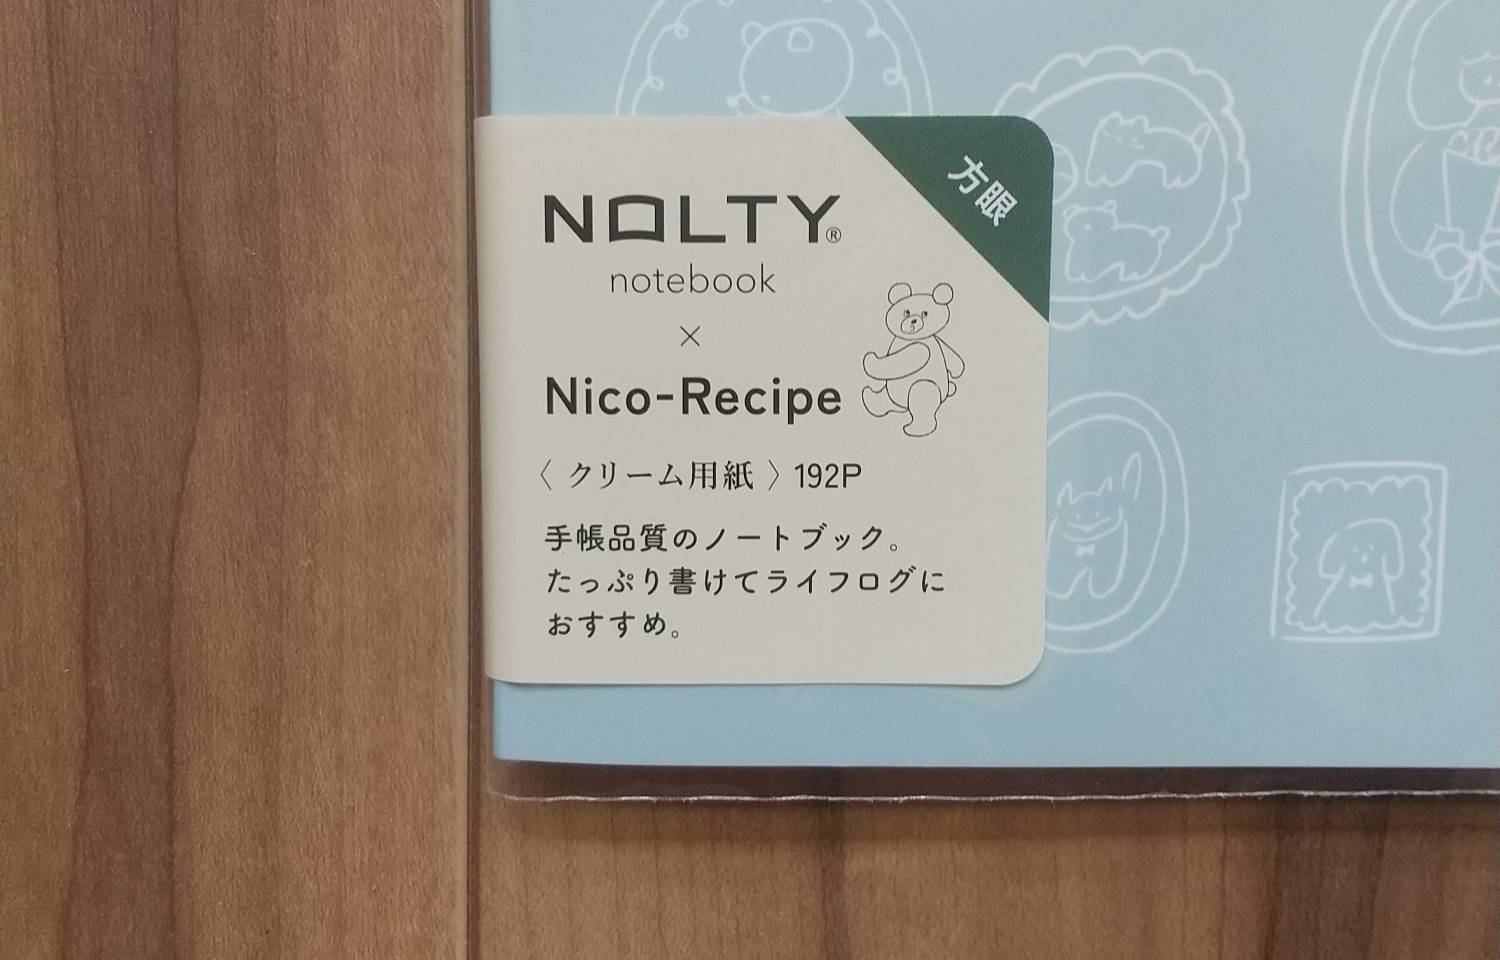 方眼
NOLTY®
notebook
×
Nico-Recipe
〈 クリーム用紙 〉192P
手帳品質のノートブック。
たっぷり書けてライフログに
おすすめ。